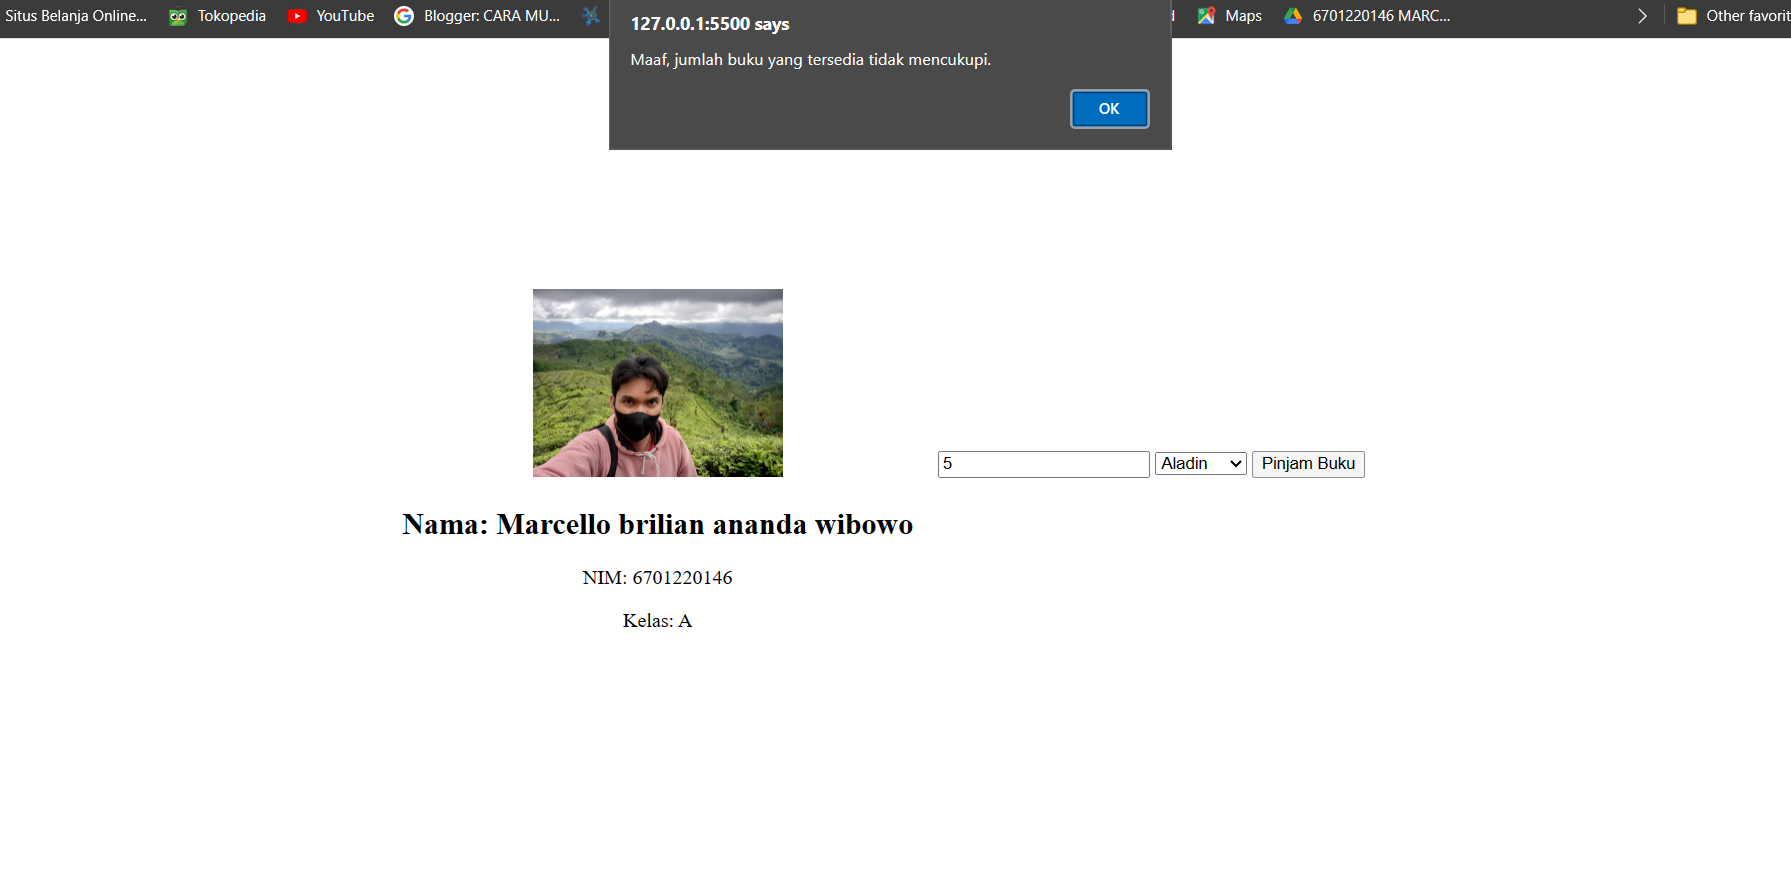 Situs Belanja Online... Tokopedia YouTube Blogger: CARA MU... Maps 6701220146 MARC... Other favorit
127.0.0.1:5500 says
Maaf, jumlah buku yang tersedia tidak mencukupi.
OK
5 Aladin Pinjam Buku
Nama: Marcello brilian ananda wibowo
NIM: 6701220146
Kelas: A